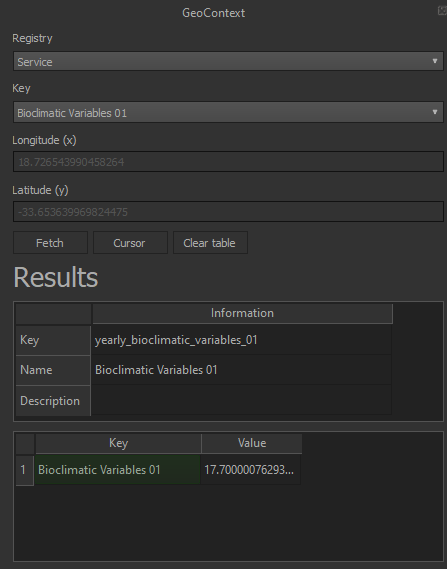 GeoContext
Registry
Service
Key
Bioclimatic Variables 01
Longitude (x)
18.726543990458264
Latitude (y)
-33.653639969824475
Fetch Cursor Clear table
Results
Information
Key yearly_bioclimatic_variables_01
Name Bioclimatic Variables 01
Description
Key Value
1 Bioclimatic Variables 01 17.70000076293...